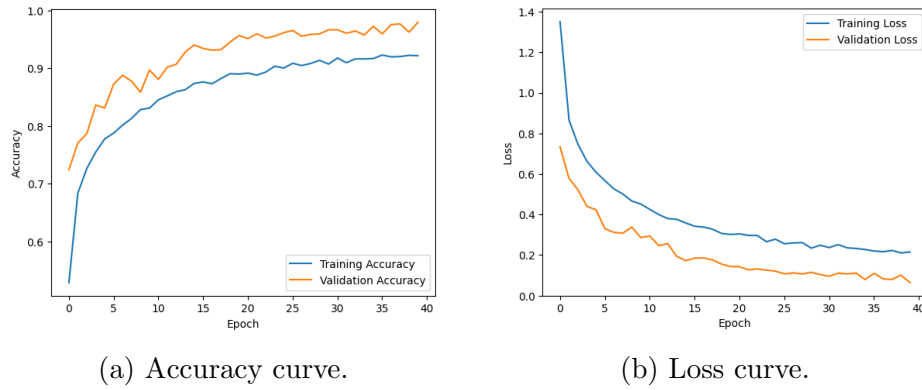 1.0
0.9
0.8
0.7
0.6
Accuracy
Training Accuracy
Validation Accuracy
0 5 10 15 20 25 30 35 40
Epoch
(a) Accuracy curve.
1.4
1.2
1.0
0.8
0.6
0.4
0.2
0.0
Loss
Training Loss
Validation Loss
0 5 10 15 20 25 30 35 40
Epoch
(b) Loss curve.